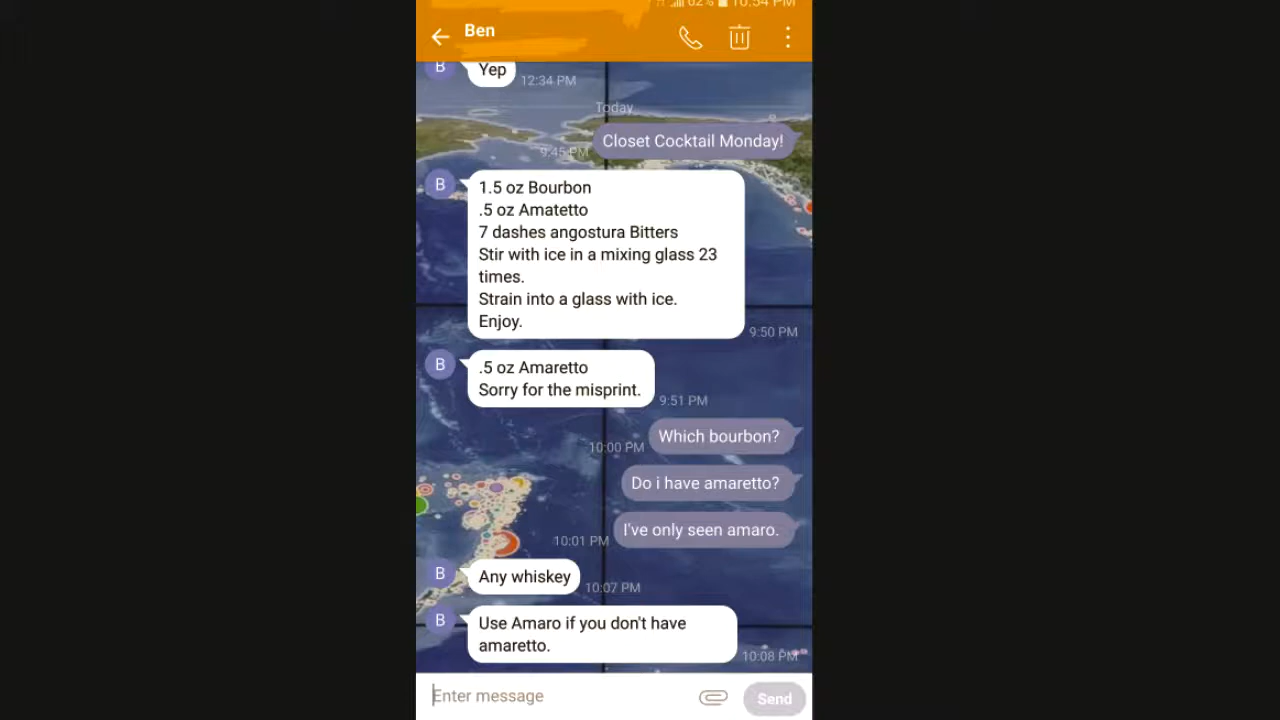 62% 10:54 PM
Ben
B
Yep
12:34 PM
Today
Closet Cocktail Monday!
9:45 PM
B
1.5 oz Bourbon
.5 oz Amatetto
7 dashes angostura Bitters
Stir with ice in a mixing glass 23
times.
Strain into a glass with ice.
Enjoy.
9:50 PM
B
.5 oz Amaretto
Sorry for the misprint.
9:51 PM
Which bourbon?
10:00 PM
Do i have amaretto?
I've only seen amaro.
10:01 PM
B
Any whiskey
10:07 PM
B
Use Amaro if you don't have
amaretto.
10:08 PM
Enter message
Send